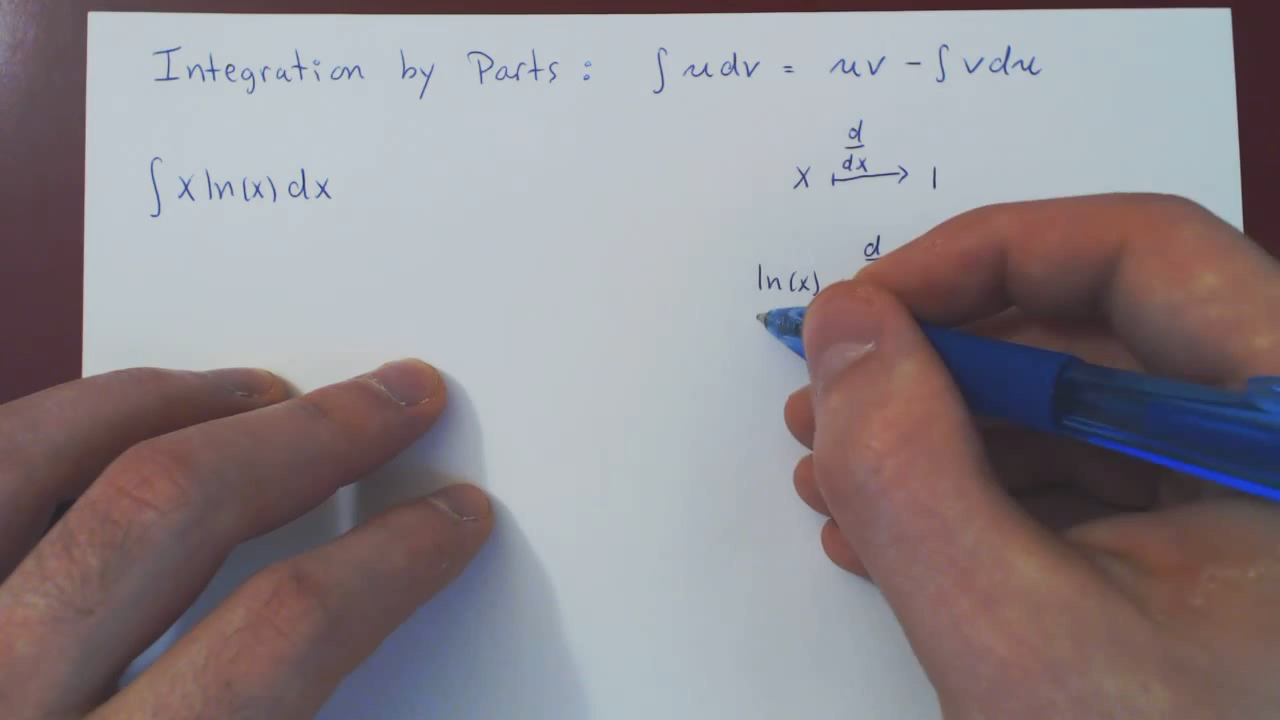 Integration by Parts : ∫ u dv = uv - ∫ v du
∫ x ln(x) dx
x d/dx ⟼ 1
ln(x) d